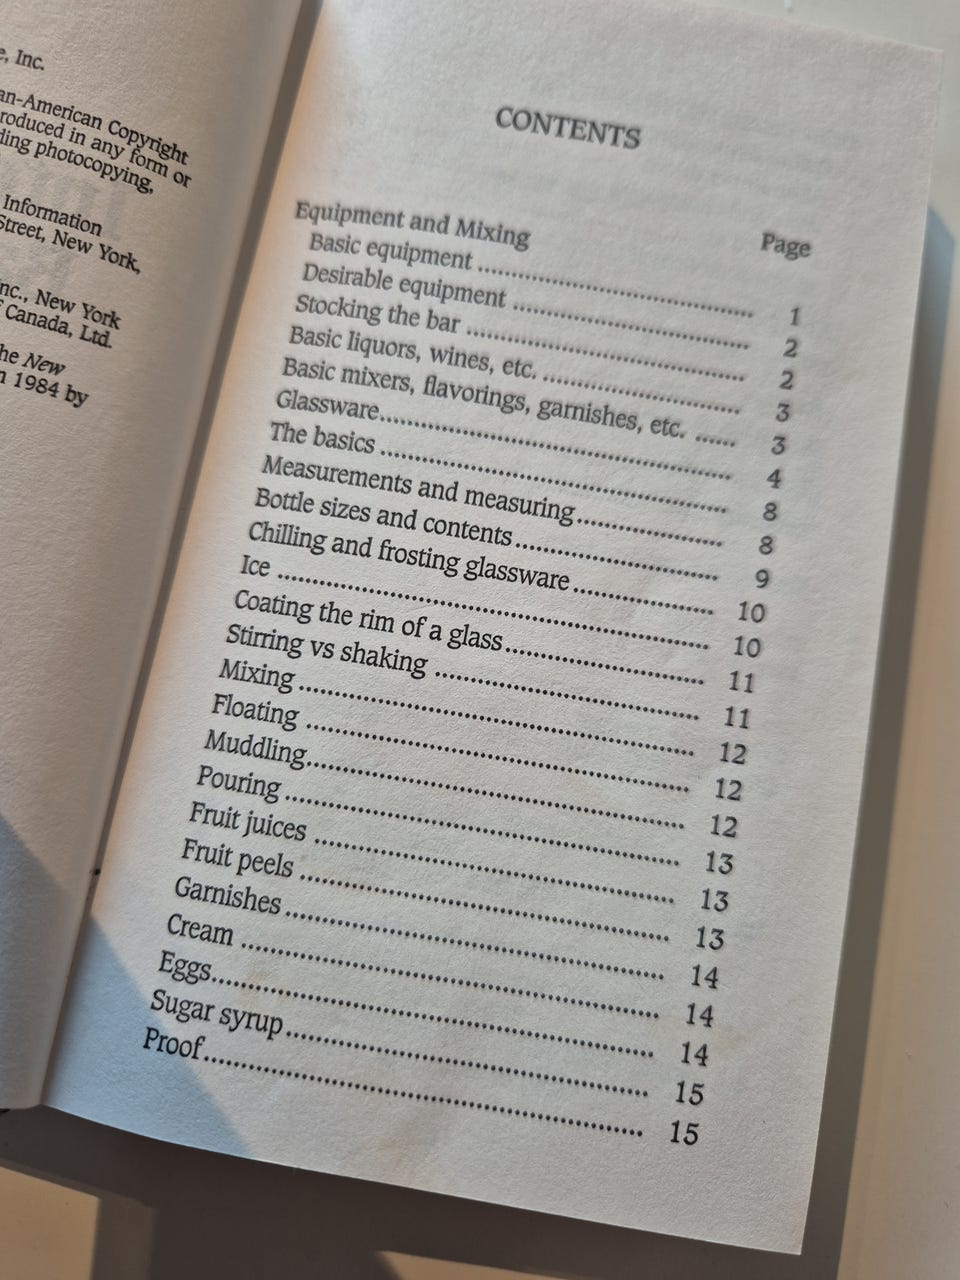 e, Inc.
an-American Copyright
roduced in any form or
ding photocopying,
Information
Street, New York,
nc., New York
f Canada, Ltd.
he New
n 1984 by
CONTENTS
Equipment and Mixing Page
Basic equipment ........ 1
Desirable equipment ........ 2
Stocking the bar ........ 2
Basic liquors, wines, etc. ........ 3
Basic mixers, flavorings, garnishes, etc. ...... 3
Glassware........ 4
The basics ........ 8
Measurements and measuring........ 8
Bottle sizes and contents........ 9
Chilling and frosting glassware........ 10
Ice ........ 10
Coating the rim of a glass........ 11
Stirring vs shaking ........ 11
Mixing ........ 12
Floating ........ 12
Muddling........ 12
Pouring ........ 13
Fruit juices ........ 13
Fruit peels ........ 13
Garnishes ........ 14
Cream ........ 14
Eggs........ 14
Sugar syrup ........ 15
Proof........ 15